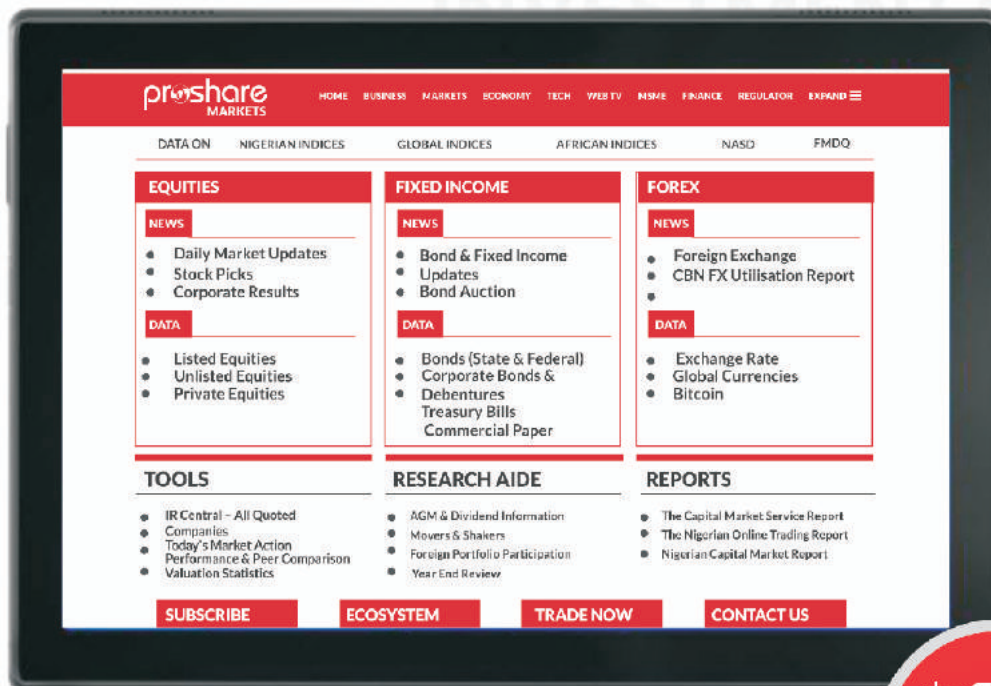 proshare
MARKETS
HOME BUSINESS MARKETS ECONOMY TECH WEB TV MSME FINANCE REGULATOR EXPAND
DATA ON NIGERIAN INDICES GLOBAL INDICES AFRICAN INDICES NASD FMDQ
EQUITIES
NEWS
Daily Market Updates
Stock Picks
Corporate Results
DATA
Listed Equities
Unlisted Equities
Private Equities
FIXED INCOME
NEWS
Bond & Fixed Income
Updates
Bond Auction
DATA
Bonds (State & Federal)
Corporate Bonds &
Debentures
Treasury Bills
Commercial Paper
FOREX
NEWS
Foreign Exchange
CBN FX Utilisation Report
DATA
Exchange Rate
Global Currencies
Bitcoin
TOOLS
IR Central – All Quoted
Companies
Today's Market Action
Performance & Peer Comparison
Valuation Statistics
RESEARCH AIDE
AGM & Dividend Information
Movers & Shakers
Foreign Portfolio Participation
Year End Review
REPORTS
The Capital Market Service Report
The Nigerian Online Trading Report
Nigerian Capital Market Report
SUBSCRIBE ECOSYSTEM TRADE NOW CONTACT US